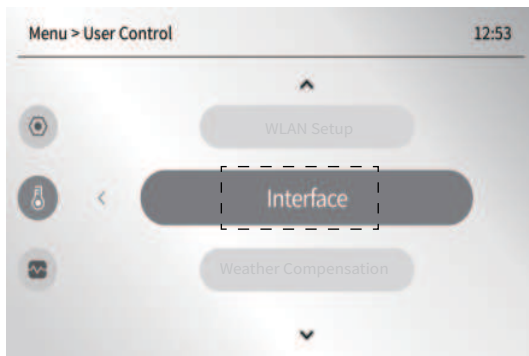 Menu > User Control 12:53
WLAN Setup
Interface
Weather Compensation